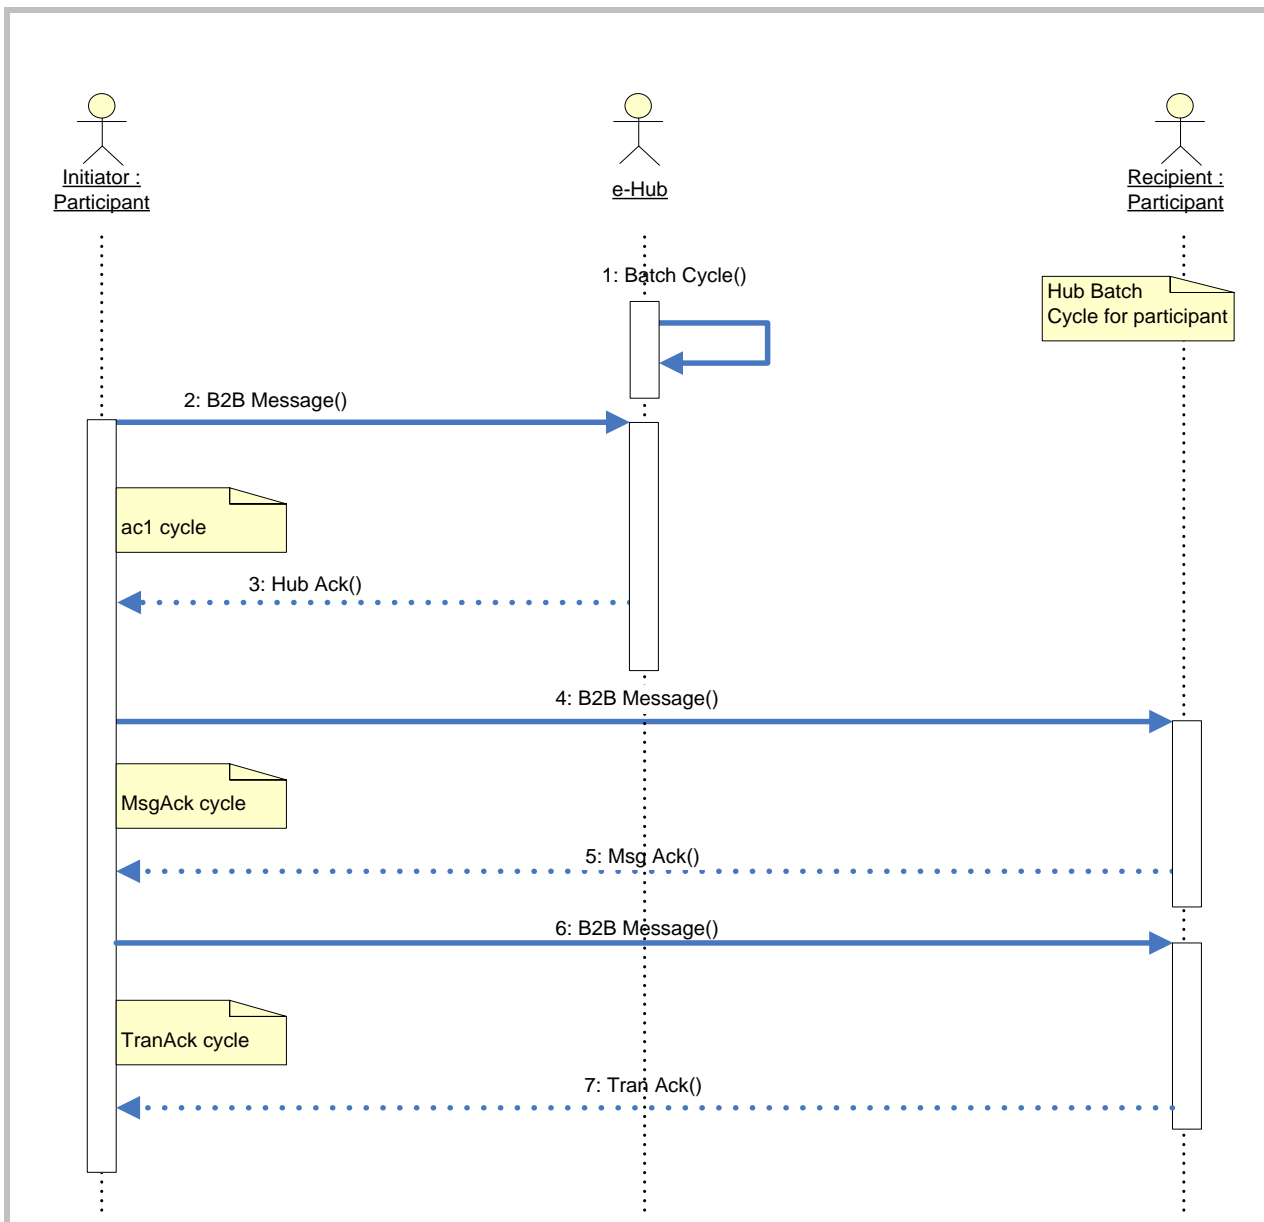 Initiator :
Participant
e-Hub
Recipient :
Participant
1: Batch Cycle()
Hub Batch
Cycle for participant
2: B2B Message()
ac1 cycle
3: Hub Ack()
4: B2B Message()
MsgAck cycle
5: Msg Ack()
6: B2B Message()
TranAck cycle
7: Tran Ack()